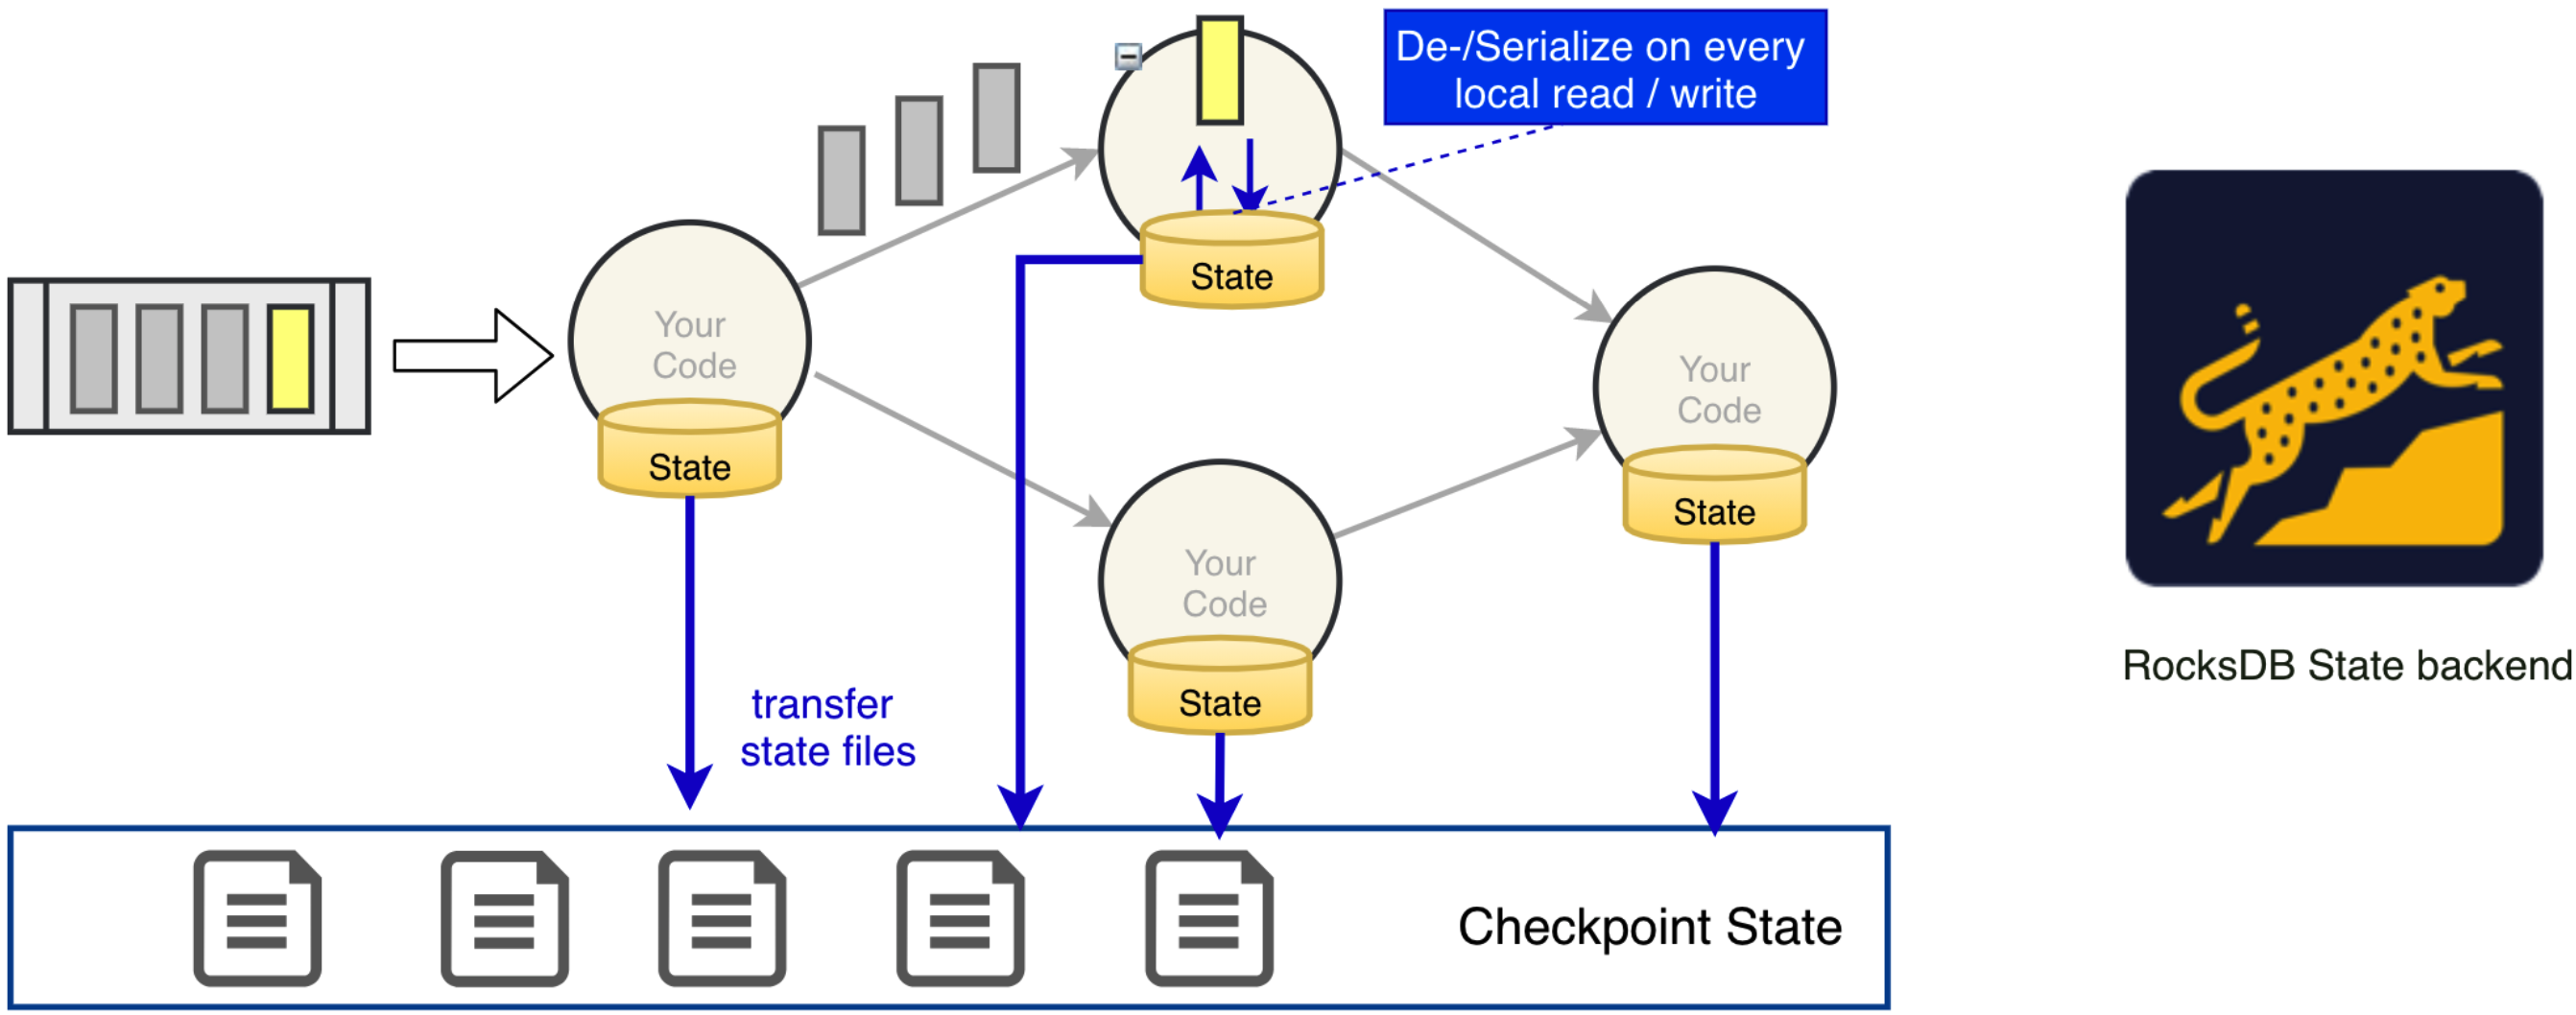 De-/Serialize on every
local read / write
State
Your
Code
State
Your
Code
State
Your
Code
State
RocksDB State backend
transfer
state files
Checkpoint State